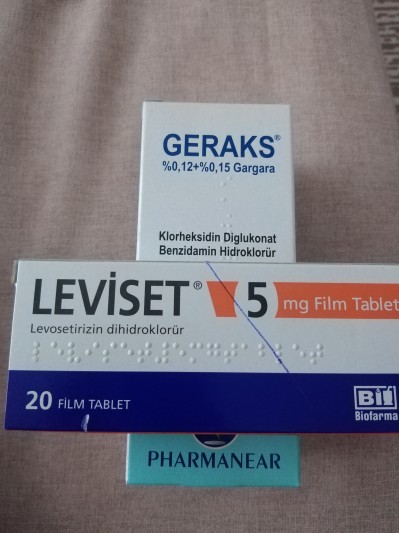 GERAKS®
%0,12+%0,15 Gargara
Klorheksidin Diglukonat
Benzidamin Hidroklorür
LEVİSET® 5 mg Film Tablet
Levosetirizin dihidroklorür
20 FİLM TABLET
Biofarma
PHARMANEAR